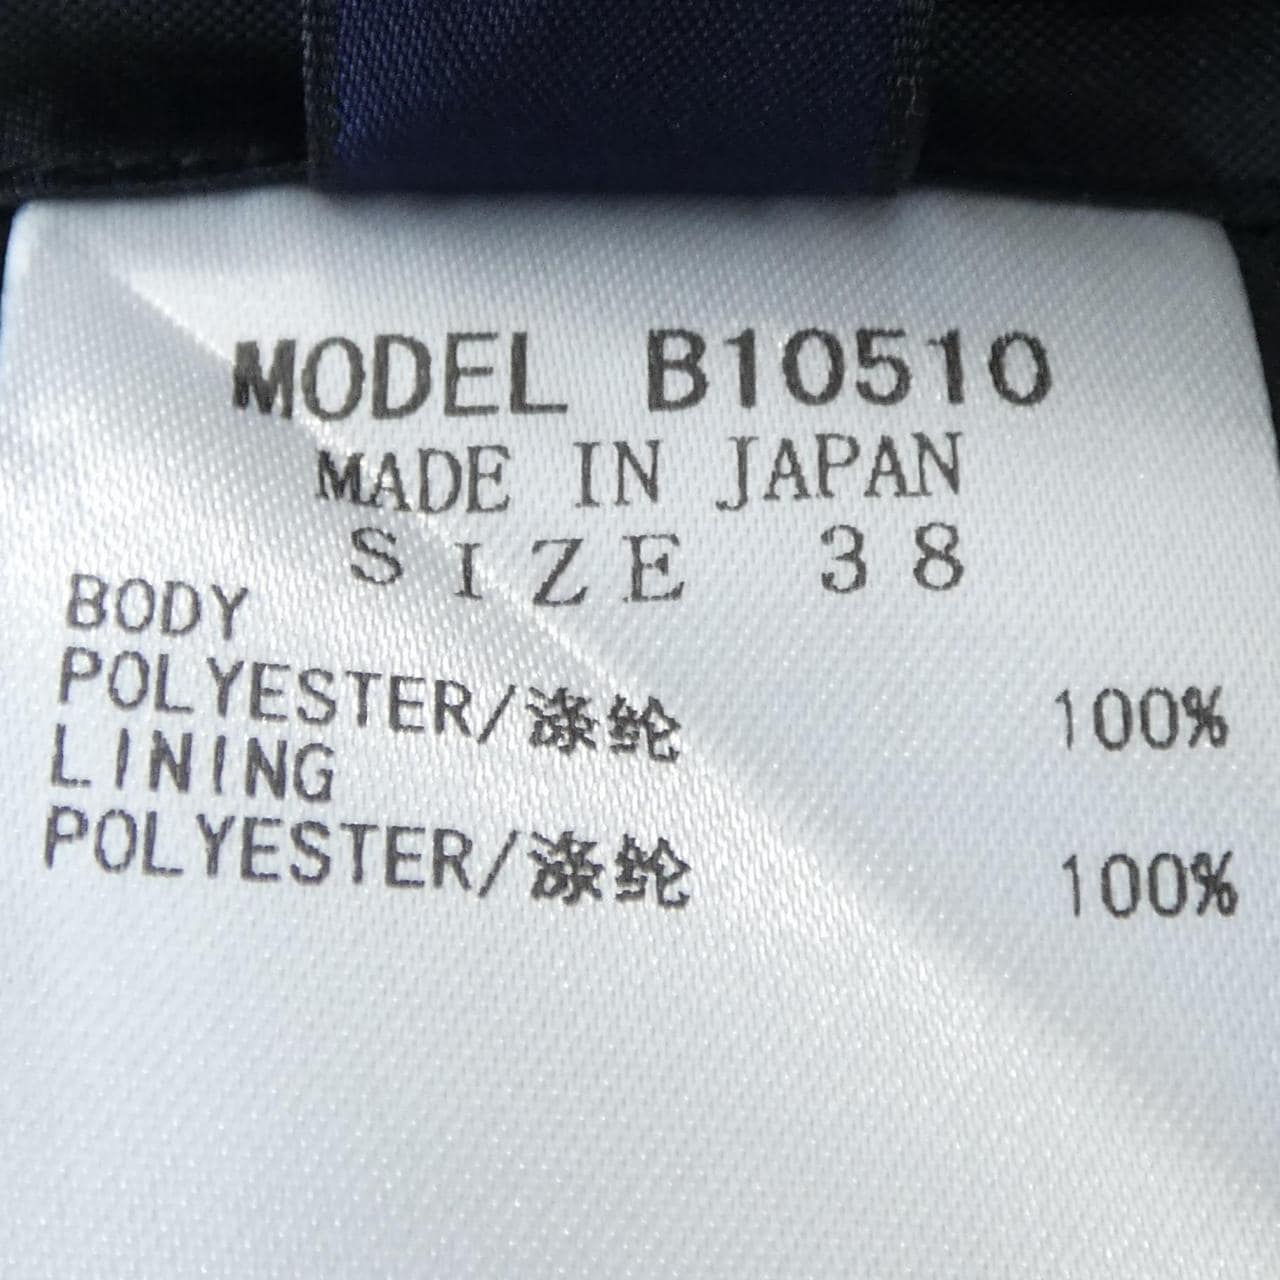 MODEL B10510
MADE IN JAPAN
SIZE 38
BODY
POLYESTER/涤纶 100%
LINING
POLYESTER/涤纶 100%